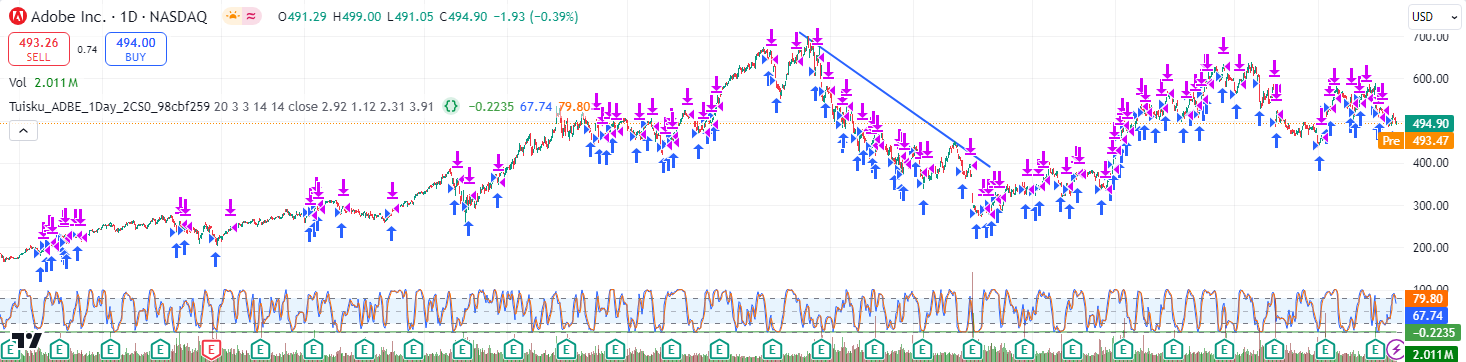 Adobe Inc. · 1D · NASDAQ O491.29 H499.00 L491.05 C494.90 −1.93 (−0.39%)
USD
493.26
SELL
0.74
494.00
BUY
Vol 2.011M
Tuisku_ADBE_1Day_2CS0_98cbf259 20 3 3 14 14 close 2.92 1.12 2.31 3.91 −0.2235 67.74 79.80
700.00
600.00
494.90
Pre 493.47
400.00
300.00
200.00
79.80
67.74
−0.2235
2.011M
E E E E E E E E E E E E E E E E E E E E E E E E E E E E